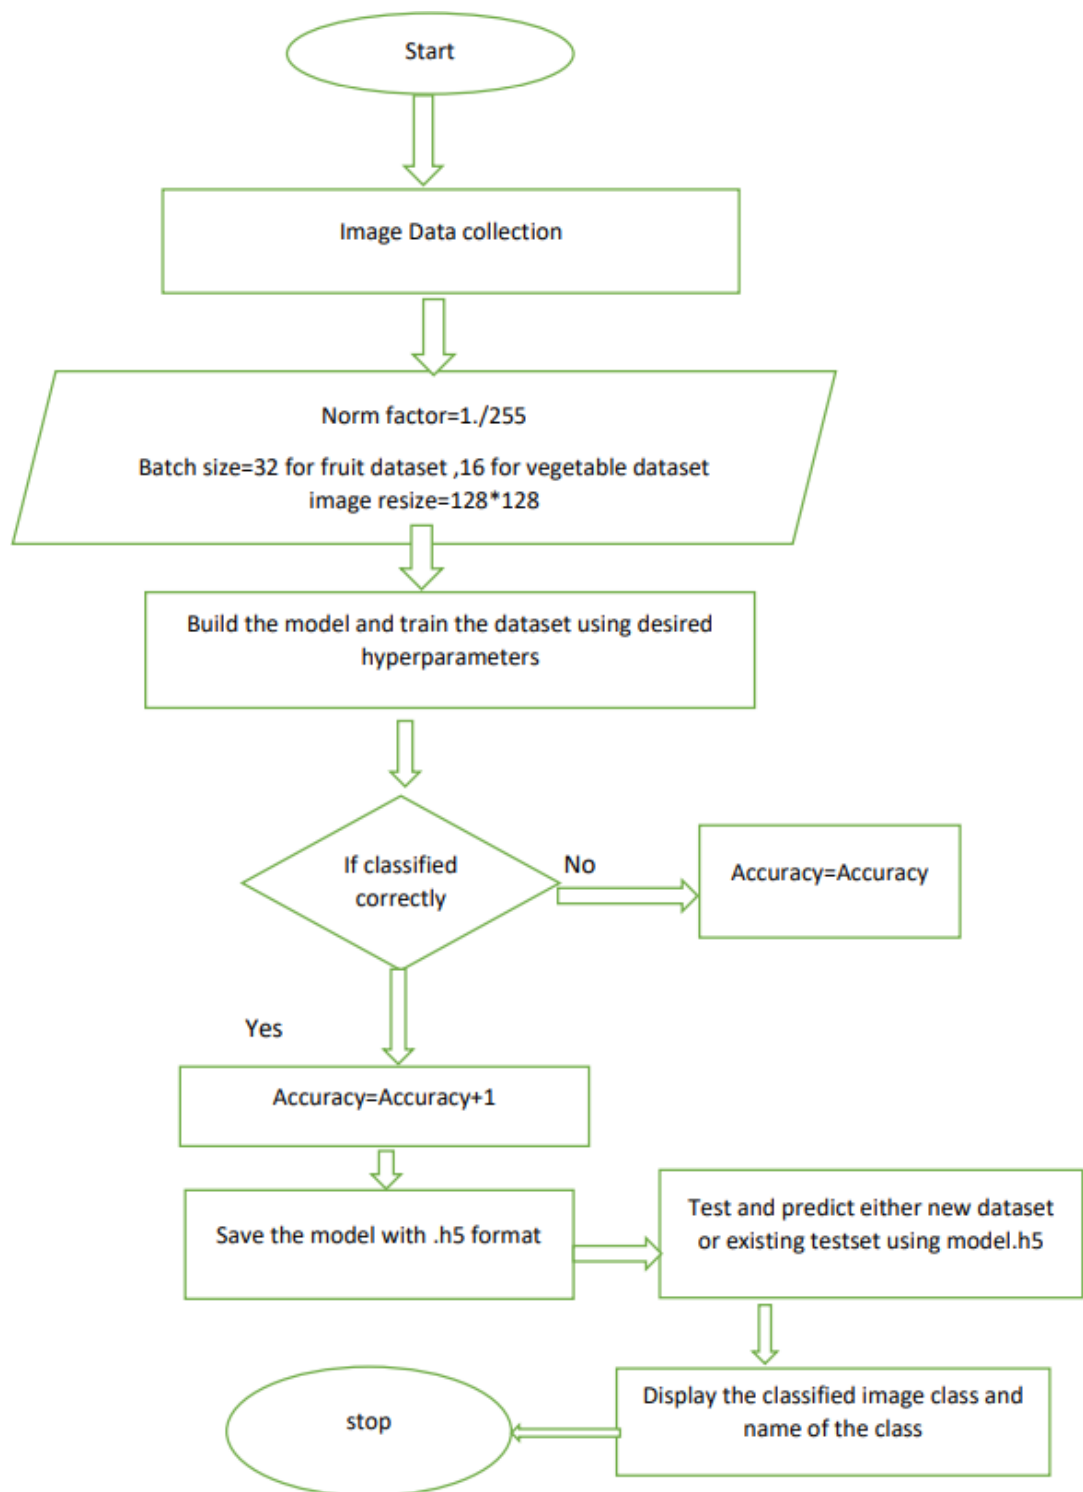 Start
Image Data collection
Norm factor=1./255
Batch size=32 for fruit dataset ,16 for vegetable dataset
image resize=128*128
Build the model and train the dataset using desired
hyperparameters
If classified
correctly
No
Accuracy=Accuracy
Yes
Accuracy=Accuracy+1
Save the model with .h5 format
Test and predict either new dataset
or existing testset using model.h5
Display the classified image class and
name of the class
stop